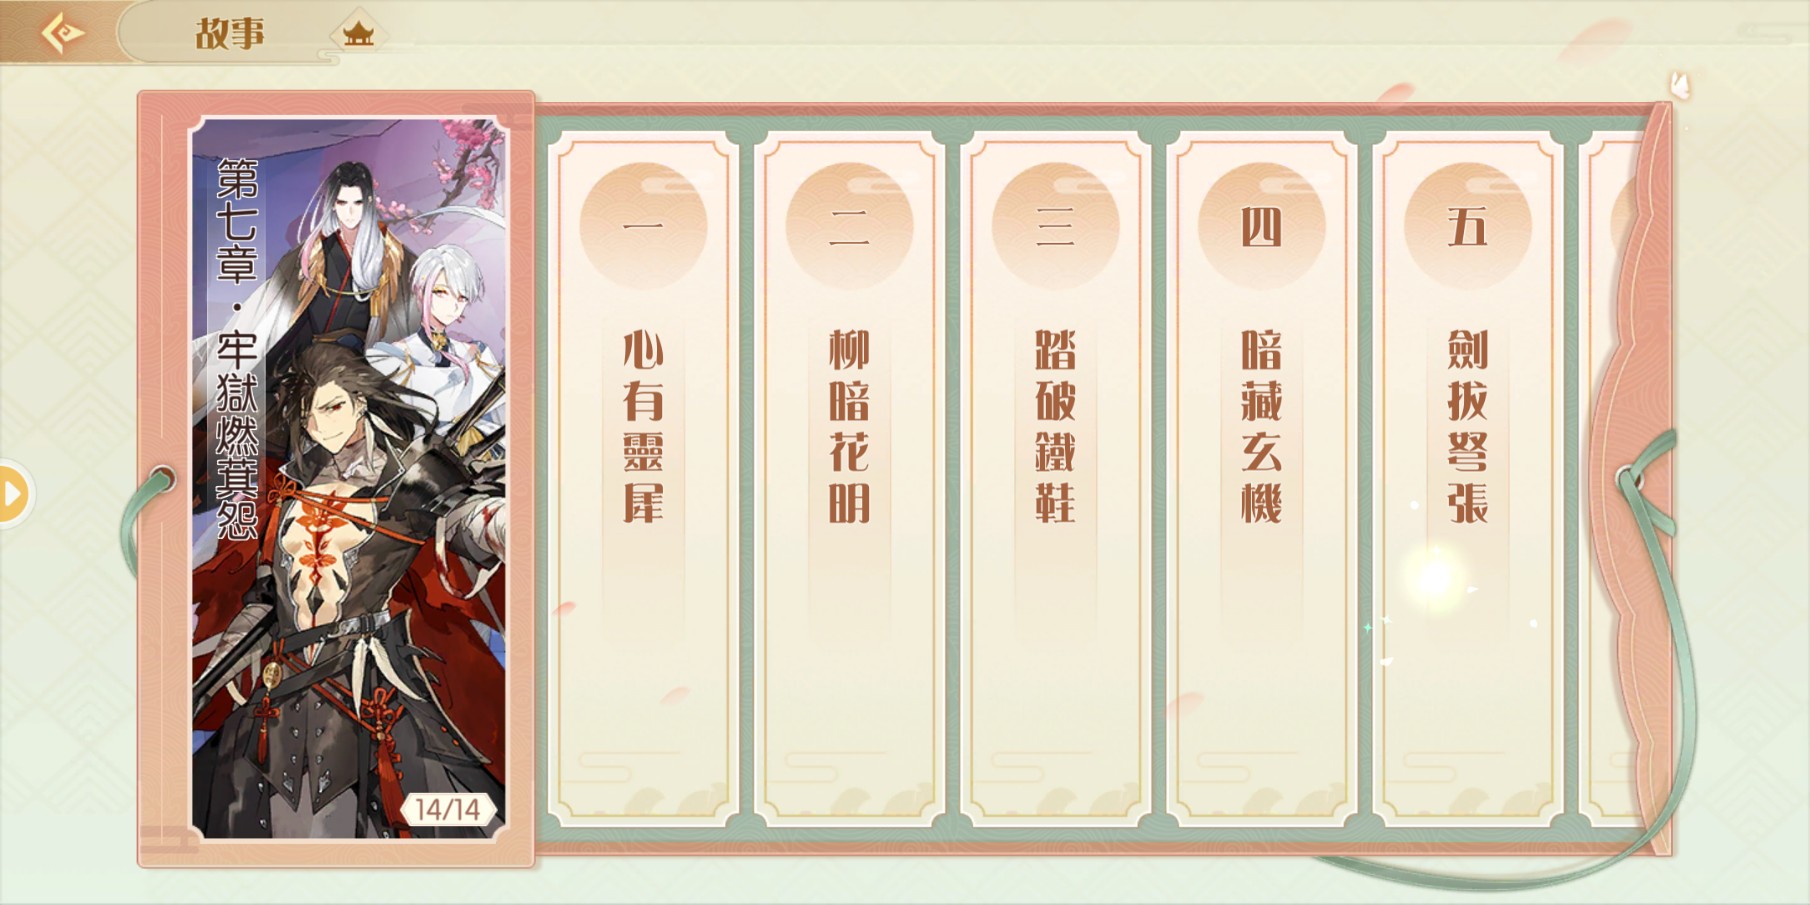 故事
第七章·牢獄燃萁怨
14/14
一
心有靈犀
二
柳暗花明
三
踏破鐵鞋
四
暗藏玄機
五
劍拔弩張